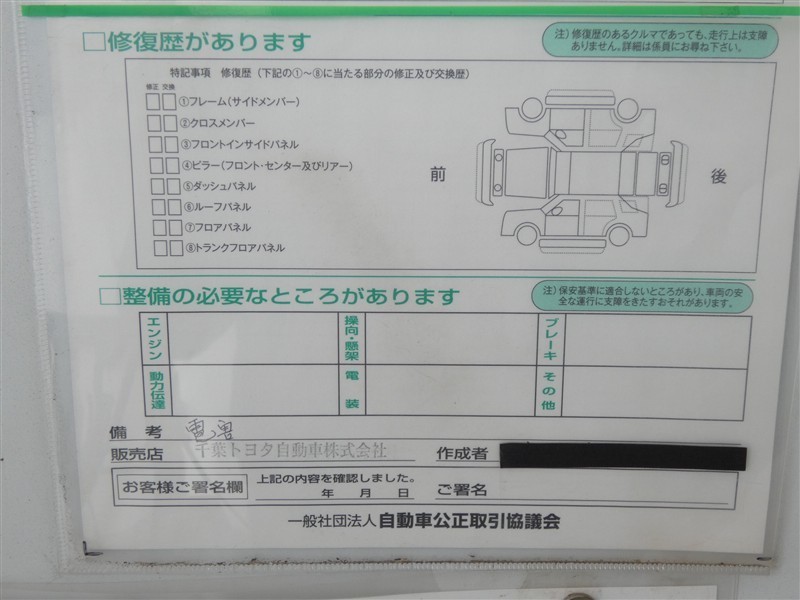 □修復歴があります
注）修復歴のあるクルマであっても、走行上は支障
ありません。詳細は係員にお尋ね下さい。
特記事項 修復歴（下記の①～⑧に当たる部分の修正及び交換歴）
修正 交換
①フレーム（サイドメンバー）
②クロスメンバー
③フロントインサイドパネル
④ピラー（フロント・センター及びリアー）
⑤ダッシュパネル
⑥ルーフパネル
⑦フロアパネル
⑧トランクフロアパネル
前
後
□整備の必要なところがあります
注）保安基準に適合しないところがあり、車両の安
全な運行に支障をきたすおそれがあります。
エンジン
操向・懸架
ブレーキ
動力伝達
電装
その他
備考
販売店 千葉トヨタ自動車株式会社 作成者
お客様ご署名欄
上記の内容を確認しました。
年 月 日 ご署名
一般社団法人 自動車公正取引協議会